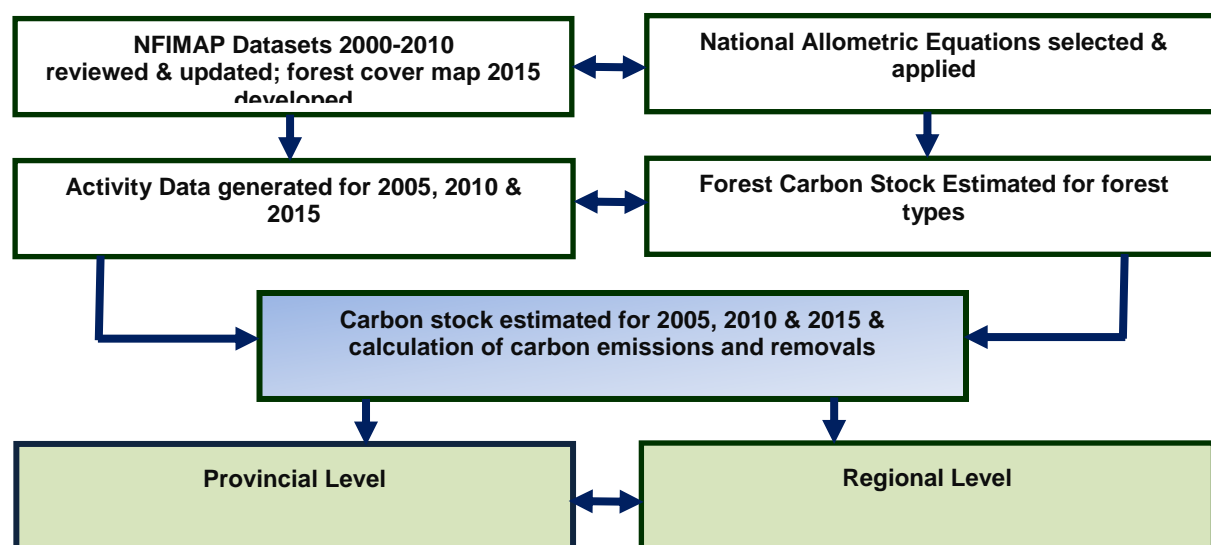 NFIMAP Datasets 2000-2010
reviewed & updated; forest cover map 2015
developed
National Allometric Equations selected &
applied
Activity Data generated for 2005, 2010 &
2015
Forest Carbon Stock Estimated for forest
types
Carbon stock estimated for 2005, 2010 & 2015 &
calculation of carbon emissions and removals
Provincial Level
Regional Level